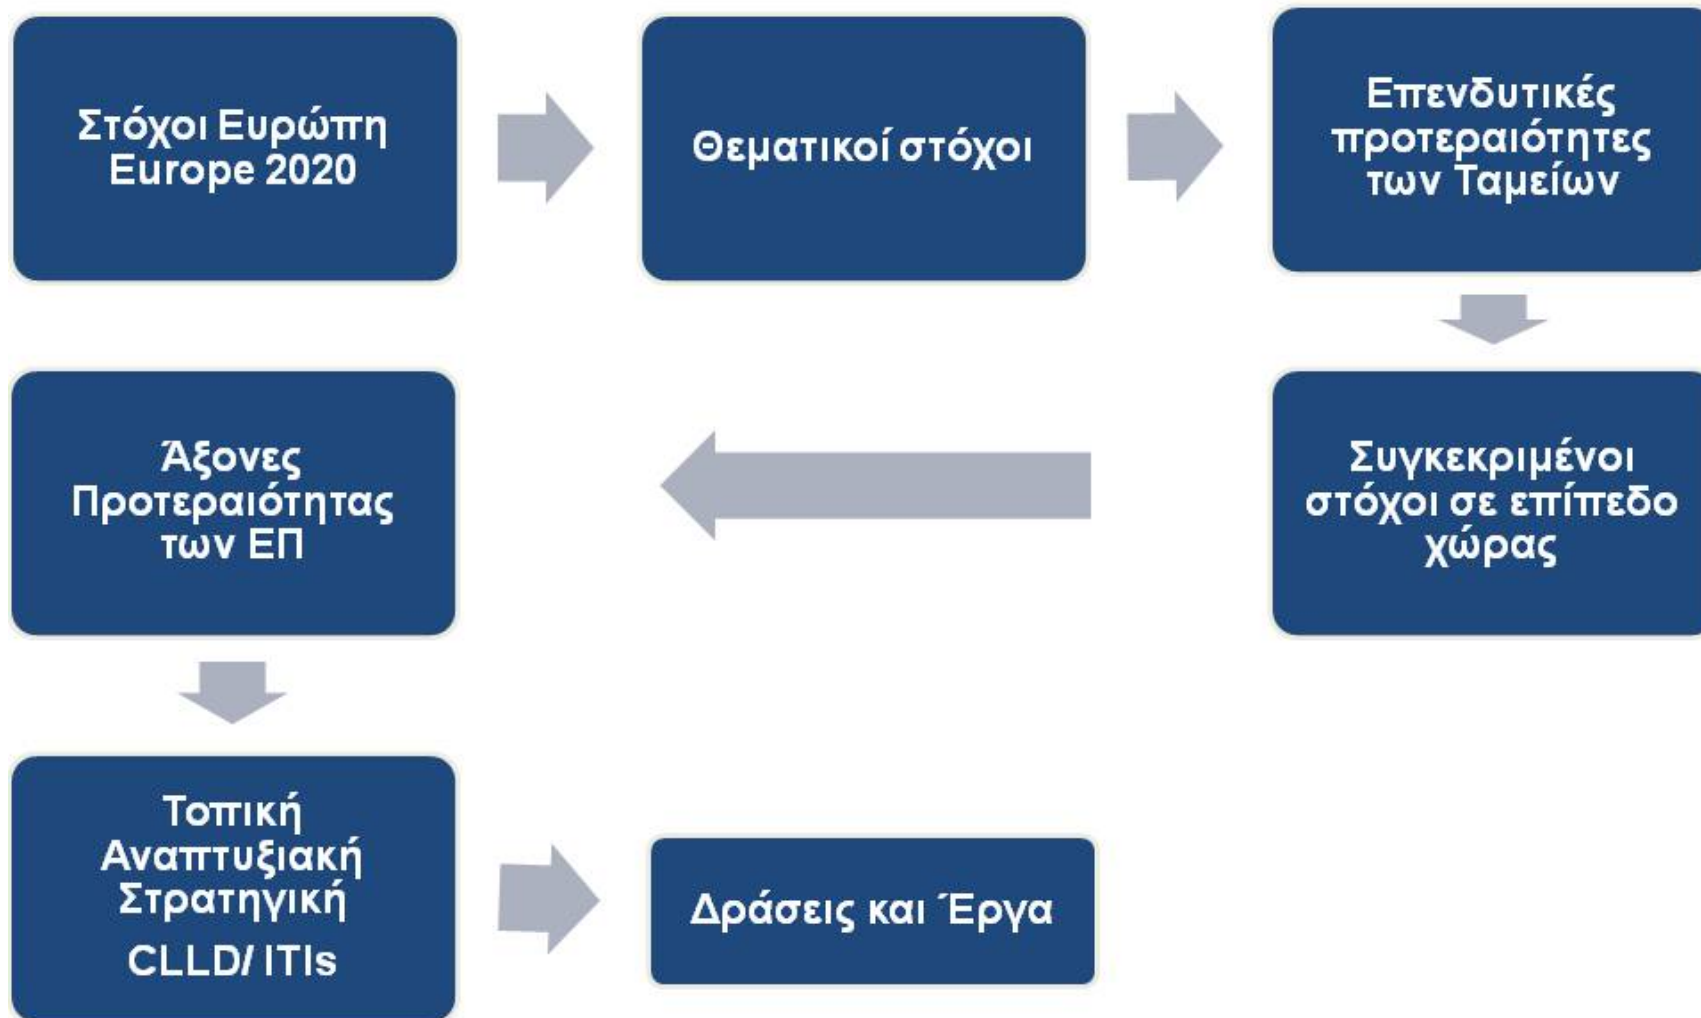 Στόχοι Ευρώπη
Europe 2020
Θεματικοί στόχοι
Επενδυτικές
προτεραιότητες
των Ταμείων
Συγκεκριμένοι
στόχοι σε επίπεδο
χώρας
Άξονες
Προτεραιότητας
των ΕΠ
Τοπική
Αναπτυξιακή
Στρατηγική
CLLD/ ITIs
Δράσεις και Έργα